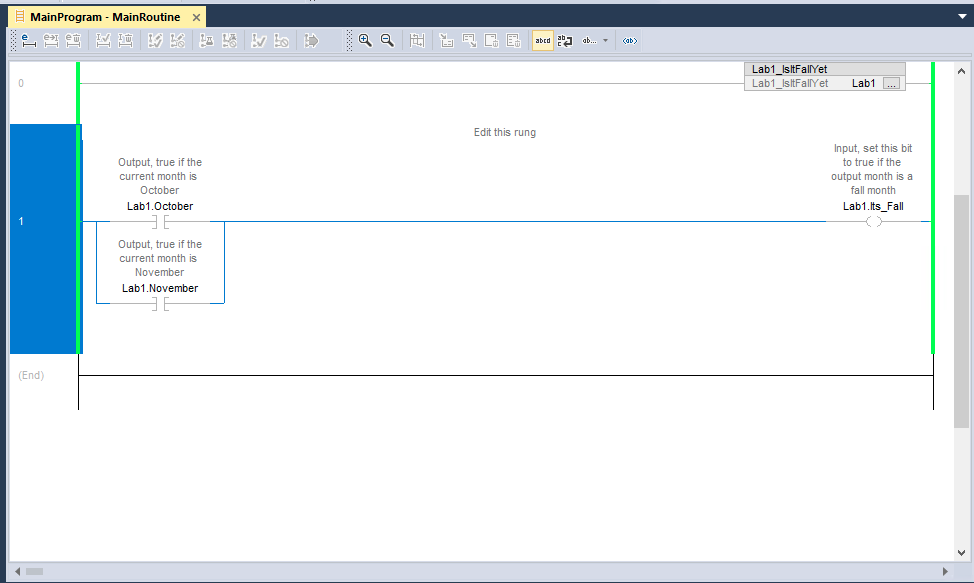 MainProgram - MainRoutine
abcd
ab...
<ab>
0
Lab1_IsItFallYet
Lab1_IsItFallYet Lab1 ...
Edit this rung
1
Output, true if the
current month is
October
Lab1.October
Input, set this bit
to true if the
output month is a
fall month
Lab1.Its_Fall
Output, true if the
current month is
November
Lab1.November
(End)